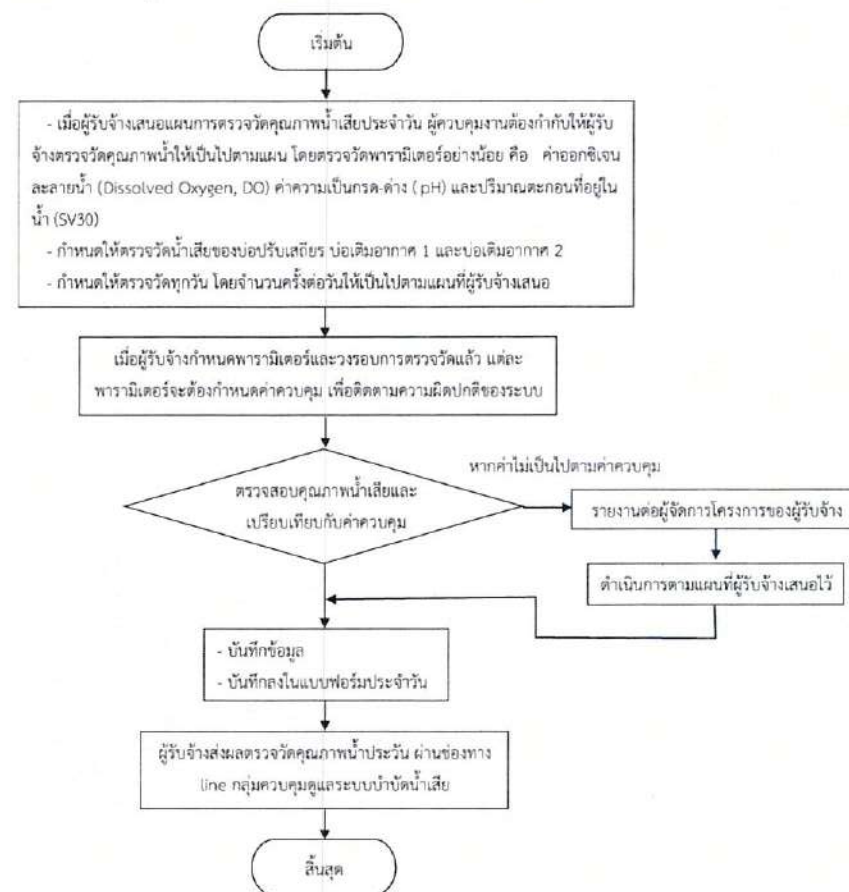 เริ่มต้น
- เมื่อผู้รับจ้างเสนอแผนการตรวจวัดคุณภาพน้ำเสียประจำวัน ผู้ควบคุมงานต้องกำกับให้ผู้รับ
จ้างตรวจวัดคุณภาพน้ำให้เป็นไปตามแผน โดยตรวจวัดพารามิเตอร์อย่างน้อย คือ ค่าออกซิเจน
ละลายน้ำ (Dissolved Oxygen, DO) ค่าความเป็นกรด-ด่าง ( pH) และปริมาณตะกอนที่อยู่ใน
น้ำ (SV30)
- กำหนดให้ตรวจวัดน้ำเสียของบ่อปรับเสถียร บ่อเติมอากาศ 1 และบ่อเติมอากาศ 2
- กำหนดให้ตรวจวัดทุกวัน โดยจำนวนครั้งต่อวันให้เป็นไปตามแผนที่ผู้รับจ้างเสนอ
เมื่อผู้รับจ้างกำหนดพารามิเตอร์และวงรอบการตรวจวัดแล้ว แต่ละ
พารามิเตอร์จะต้องกำหนดค่าควบคุม เพื่อติดตามความผิดปกติของระบบ
หากค่าไม่เป็นไปตามค่าควบคุม
ตรวจสอบคุณภาพน้ำเสียและ
เปรียบเทียบกับค่าควบคุม
รายงานต่อผู้จัดการโครงการของผู้รับจ้าง
ดำเนินการตามแผนที่ผู้รับจ้างเสนอไว้
- บันทึกข้อมูล
- บันทึกลงในแบบฟอร์มประจำวัน
ผู้รับจ้างส่งผลตรวจวัดคุณภาพน้ำประวัน ผ่านช่องทาง
line กลุ่มควบคุมดูแลระบบบำบัดน้ำเสีย
สิ้นสุด